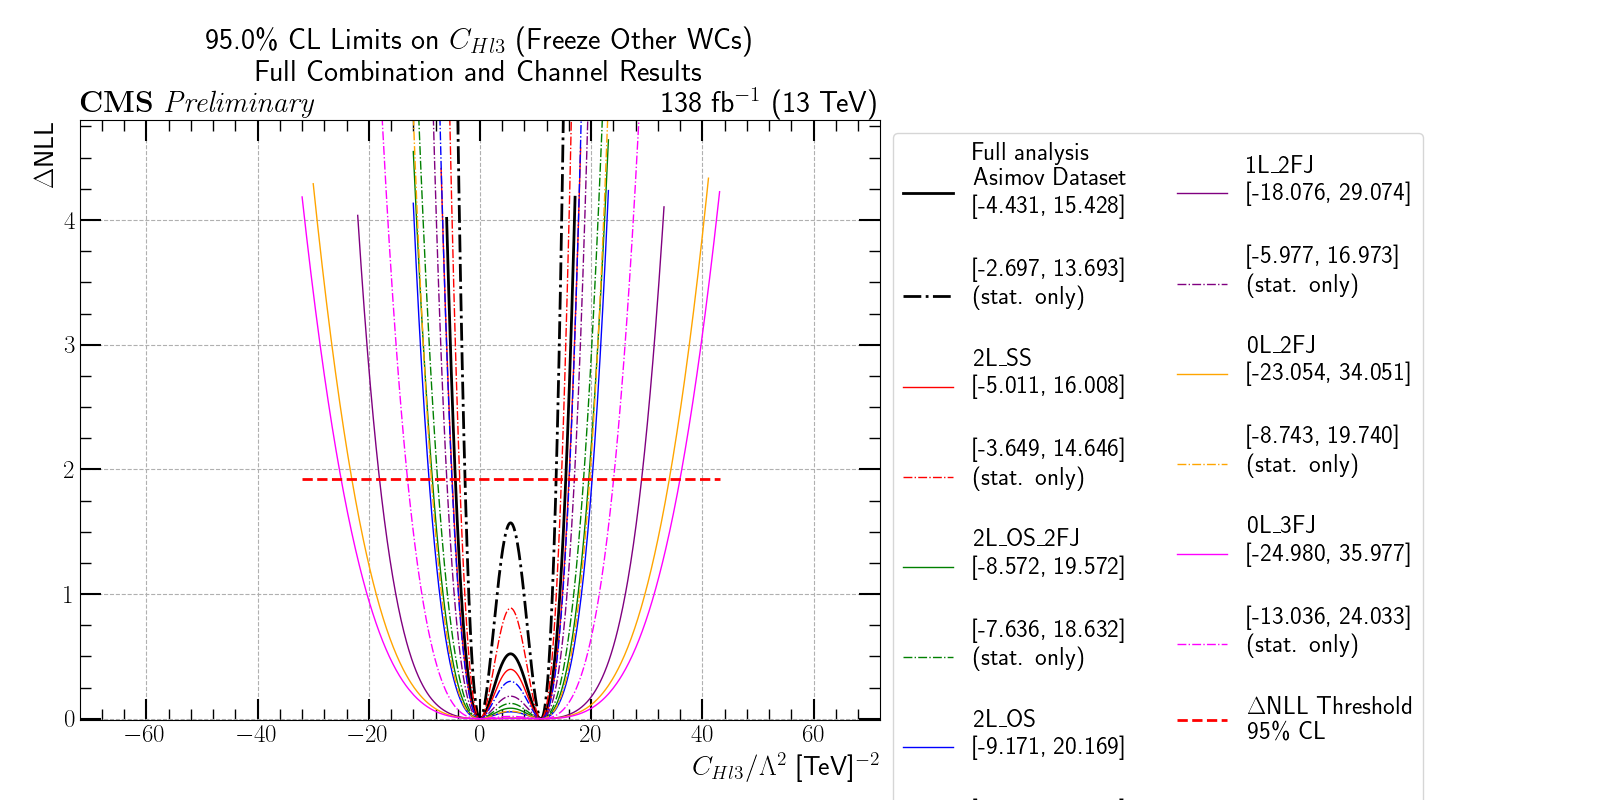 95.0% CL Limits on C_{Hl3} (Freeze Other WCs)
Full Combination and Channel Results
CMS Preliminary
138 fb^{-1} (13 TeV)
ΔNLL
4
3
2
1
0
−60
−40
−20
0
20
40
60
C_{Hl3}/Λ^2 [TeV]^{-2}
Full analysis
Asimov Dataset
[-4.431, 15.428]
[-2.697, 13.693]
(stat. only)
2L_SS
[-5.011, 16.008]
[-3.649, 14.646]
(stat. only)
2L_OS_2FJ
[-8.572, 19.572]
[-7.636, 18.632]
(stat. only)
2L_OS
[-9.171, 20.169]
1L_2FJ
[-18.076, 29.074]
[-5.977, 16.973]
(stat. only)
0L_2FJ
[-23.054, 34.051]
[-8.743, 19.740]
(stat. only)
0L_3FJ
[-24.980, 35.977]
[-13.036, 24.033]
(stat. only)
ΔNLL Threshold
95% CL